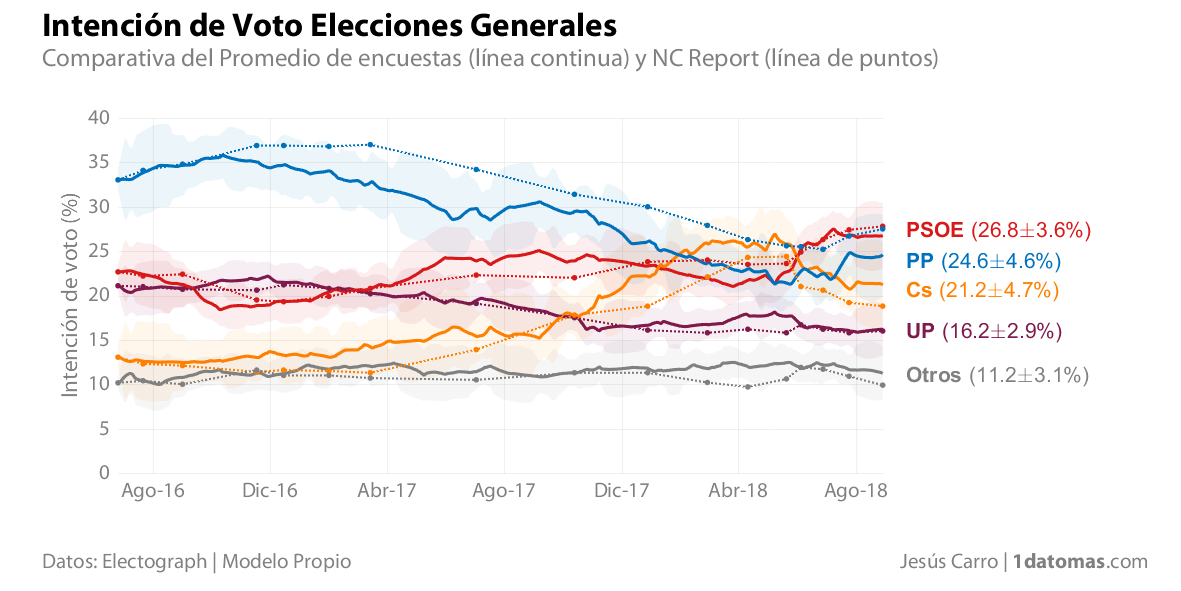 Intención de Voto Elecciones Generales
Comparativa del Promedio de encuestas (línea continua) y NC Report (línea de puntos)
Intención de voto (%)
40
35
30
25
20
15
10
5
0
Ago-16 Dic-16 Abr-17 Ago-17 Dic-17 Abr-18 Ago-18
PSOE (26.8±3.6%)
PP (24.6±4.6%)
Cs (21.2±4.7%)
UP (16.2±2.9%)
Otros (11.2±3.1%)
Datos: Electograph | Modelo Propio
Jesús Carro | 1datomas.com